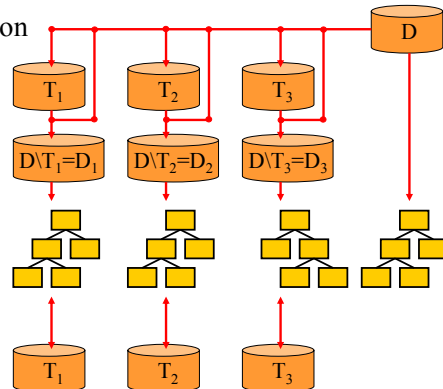 on
D
T₁ T₂ T₃
D\T₁=D₁ D\T₂=D₂ D\T₃=D₃
T₁ T₂ T₃